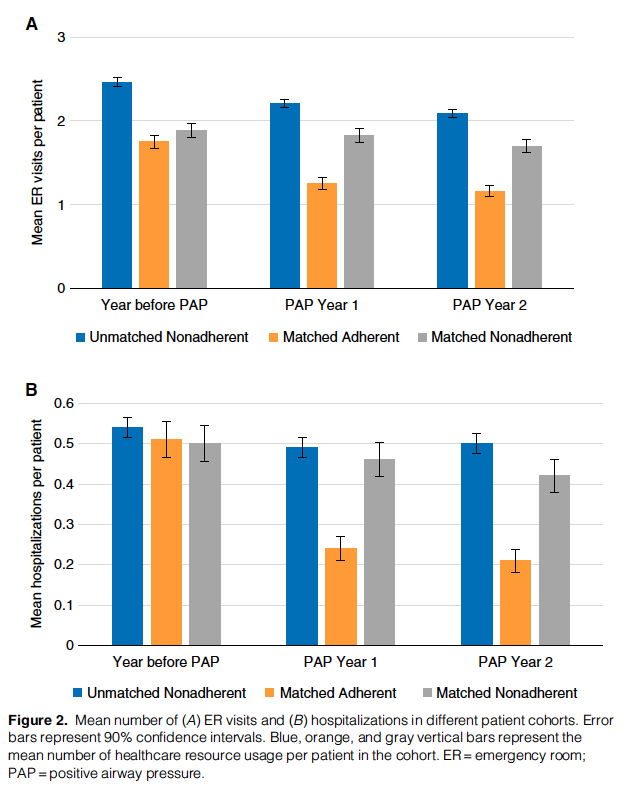 A
3
2
1
0
Mean ER visits per patient
Year before PAP
PAP Year 1
PAP Year 2
Unmatched Nonadherent
Matched Adherent
Matched Nonadherent
B
0.6
0.5
0.4
0.3
0.2
0.1
0
Mean hospitalizations per patient
Year before PAP
PAP Year 1
PAP Year 2
Unmatched Nonadherent
Matched Adherent
Matched Nonadherent
Figure 2. Mean number of (A) ER visits and (B) hospitalizations in different patient cohorts. Error
bars represent 90% confidence intervals. Blue, orange, and gray vertical bars represent the
mean number of healthcare resource usage per patient in the cohort. ER = emergency room;
PAP = positive airway pressure.